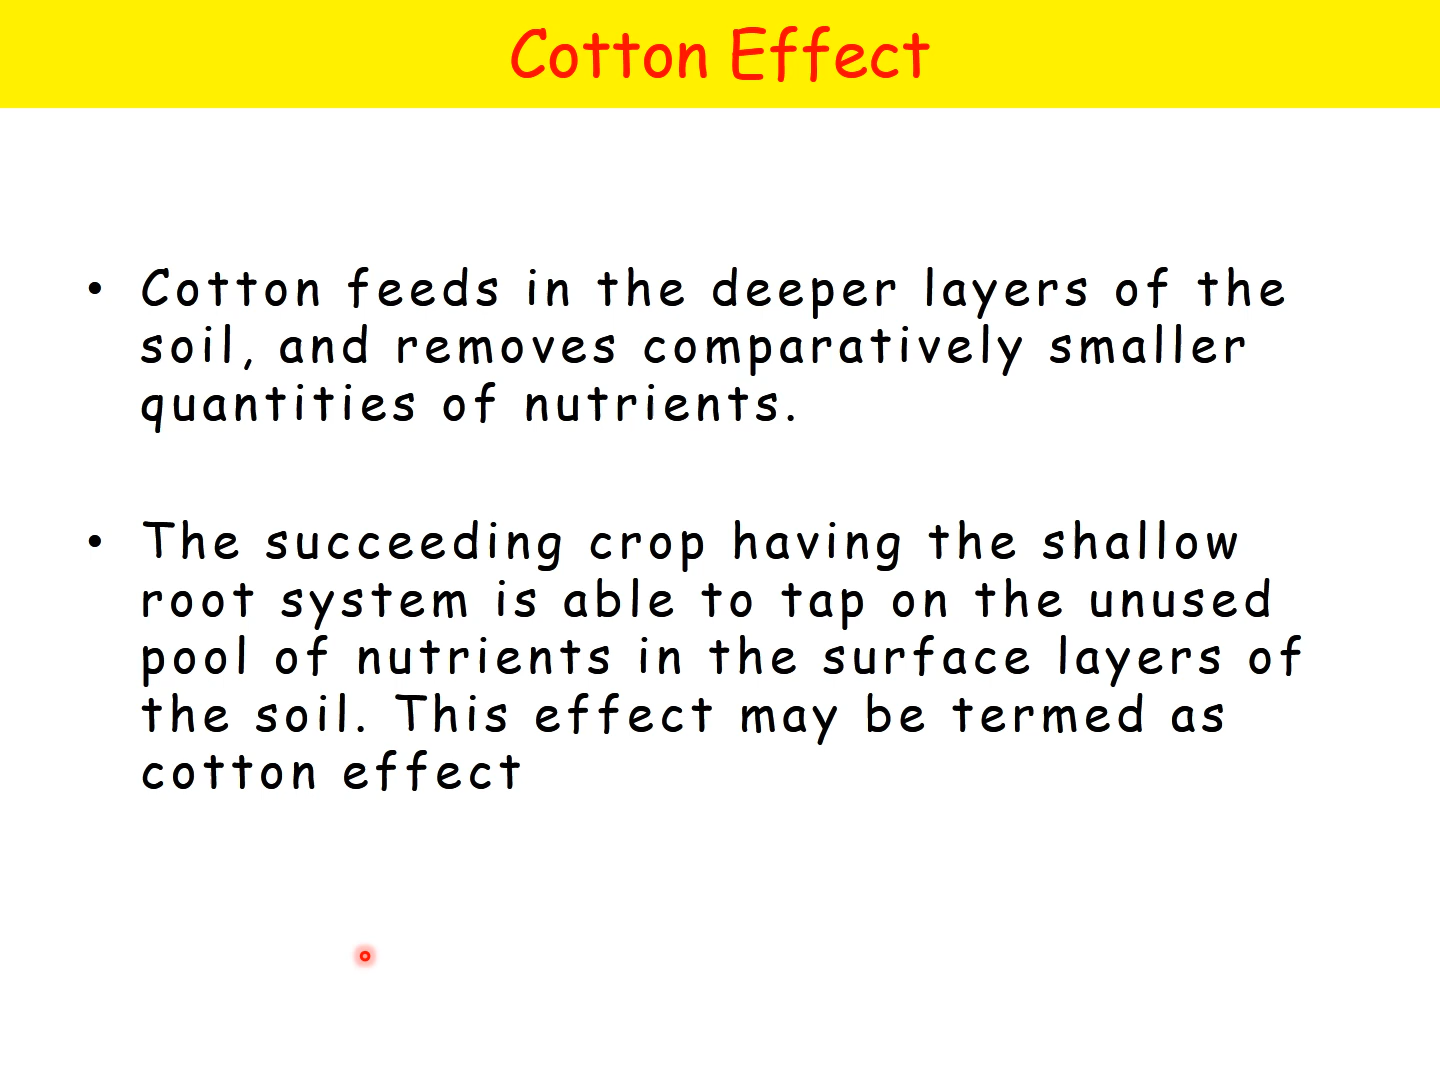 Cotton Effect
• Cotton feeds in the deeper layers of the
soil, and removes comparatively smaller
quantities of nutrients.
• The succeeding crop having the shallow
root system is able to tap on the unused
pool of nutrients in the surface layers of
the soil. This effect may be termed as
cotton effect